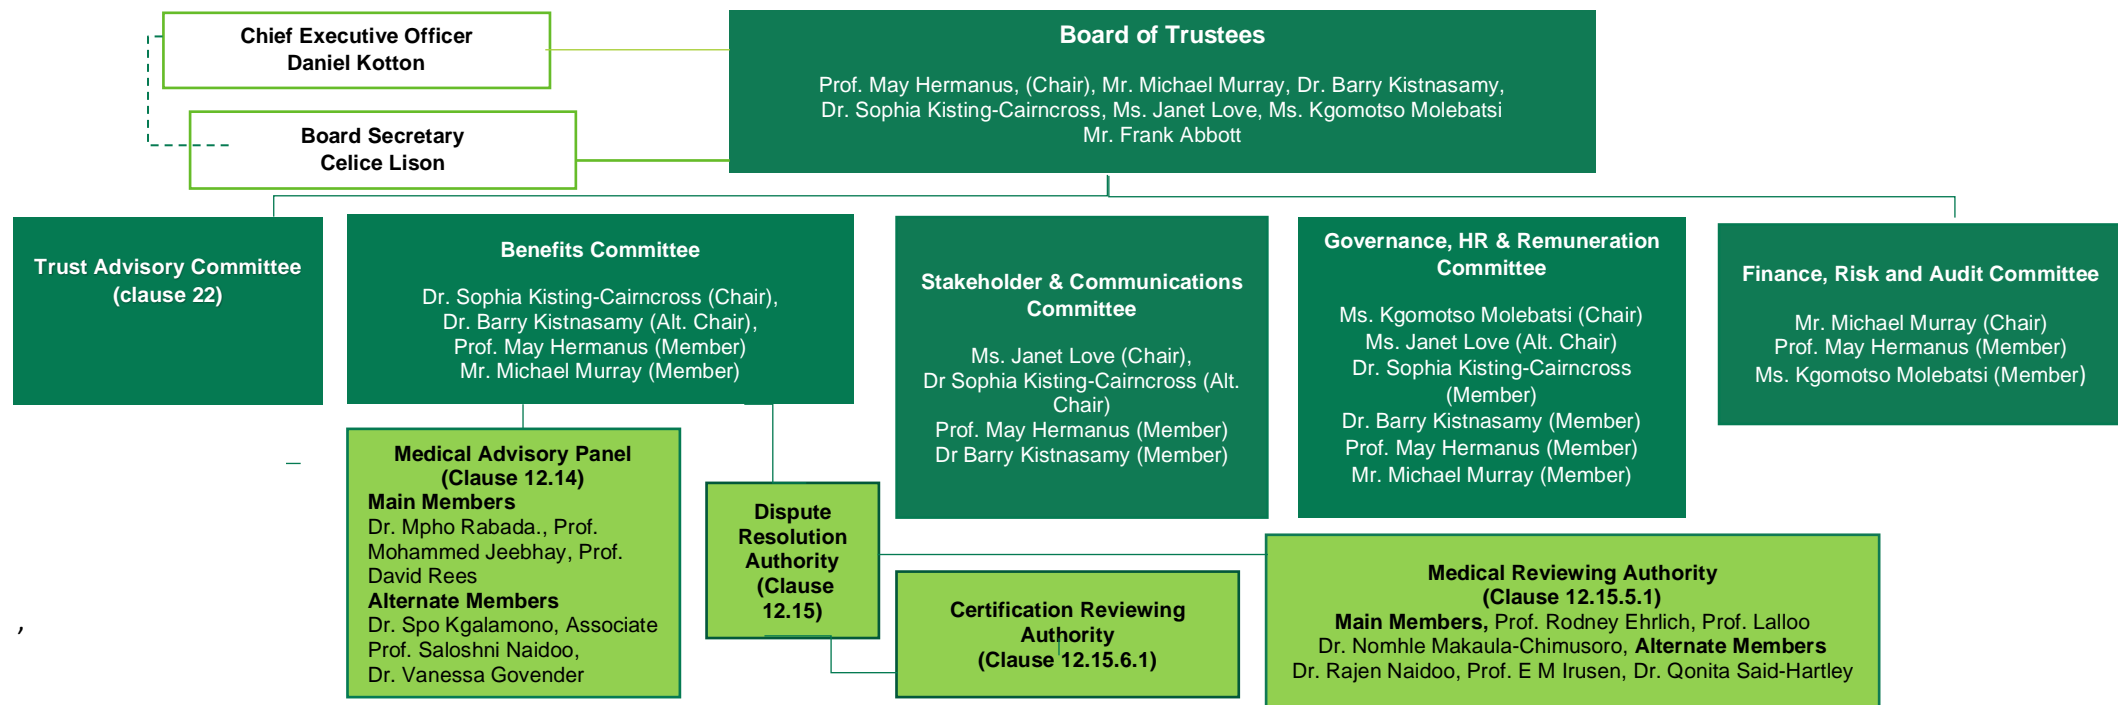 Chief Executive Officer
Daniel Kotton
Board Secretary
Celice Lison
Board of Trustees
Prof. May Hermanus, (Chair), Mr. Michael Murray, Dr. Barry Kistnasamy,
Dr. Sophia Kisting-Cairncross, Ms. Janet Love, Ms. Kgomotso Molebatsi
Mr. Frank Abbott
Trust Advisory Committee
(clause 22)
Benefits Committee
Dr. Sophia Kisting-Cairncross (Chair),
Dr. Barry Kistnasamy (Alt. Chair),
Prof. May Hermanus (Member)
Mr. Michael Murray (Member)
Stakeholder & Communications
Committee
Ms. Janet Love (Chair),
Dr Sophia Kisting-Cairncross (Alt.
Chair)
Prof. May Hermanus (Member)
Dr Barry Kistnasamy (Member)
Governance, HR & Remuneration
Committee
Ms. Kgomotso Molebatsi (Chair)
Ms. Janet Love (Alt. Chair)
Dr. Sophia Kisting-Cairncross
(Member)
Dr. Barry Kistnasamy (Member)
Prof. May Hermanus (Member)
Mr. Michael Murray (Member)
Finance, Risk and Audit Committee
Mr. Michael Murray (Chair)
Prof. May Hermanus (Member)
Ms. Kgomotso Molebatsi (Member)
Medical Advisory Panel
(Clause 12.14)
Main Members
Dr. Mpho Rabada., Prof.
Mohammed Jeebhay, Prof.
David Rees
Alternate Members
Dr. Spo Kgalamono, Associate
Prof. Saloshni Naidoo,
Dr. Vanessa Govender
Dispute
Resolution
Authority
(Clause
12.15)
Certification Reviewing
Authority
(Clause 12.15.6.1)
Medical Reviewing Authority
(Clause 12.15.5.1)
Main Members, Prof. Rodney Ehrlich, Prof. Lalloo
Dr. Nomhle Makaula-Chimusoro, Alternate Members
Dr. Rajen Naidoo, Prof. E M Irusen, Dr. Qonita Said-Hartley
,